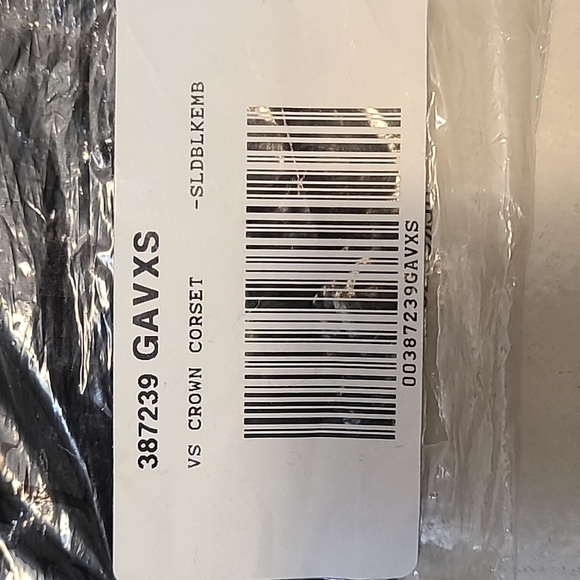 387239 GAVXS
VS CROWN CORSET -SLDBLKEMB
00387239GAVXS